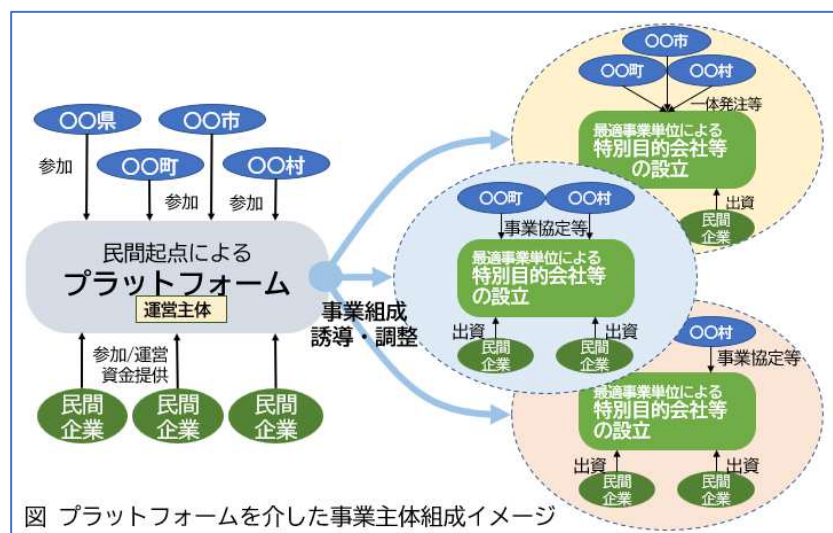 〇〇県
〇〇市
〇〇町
〇〇村
参加
参加
参加
民間起点による
プラットフォーム
運営主体
参加/運営
資金提供
民間
企業
民間
企業
民間
企業
事業組成
誘導・調整
〇〇市
〇〇町
〇〇村
一体発注等
最適事業単位による
特別目的会社等
の設立
出資
民間
企業
〇〇町
〇〇村
事業協定等
最適事業単位による
特別目的会社等
の設立
出資
出資
民間
企業
民間
企業
〇〇村
事業協定等
最適事業単位による
特別目的会社等
の設立
出資
出資
民間
企業
民間
企業
図 プラットフォームを介した事業主体組成イメージ